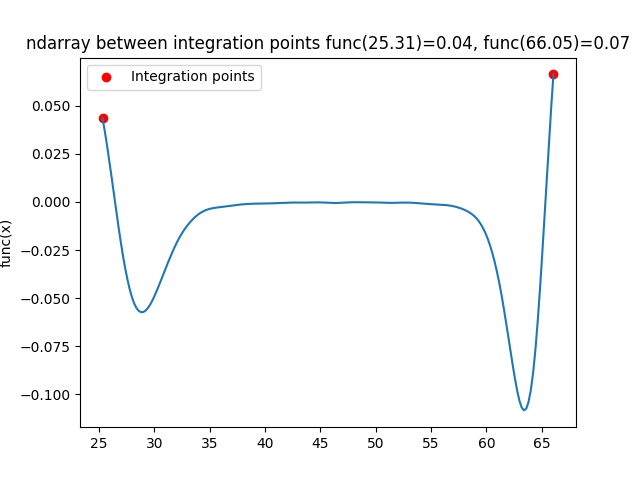 ndarray between integration points func(25.31)=0.04, func(66.05)=0.07
Integration points
func(x)
0.050
0.025
0.000
−0.025
−0.050
−0.075
−0.100
25 30 35 40 45 50 55 60 65